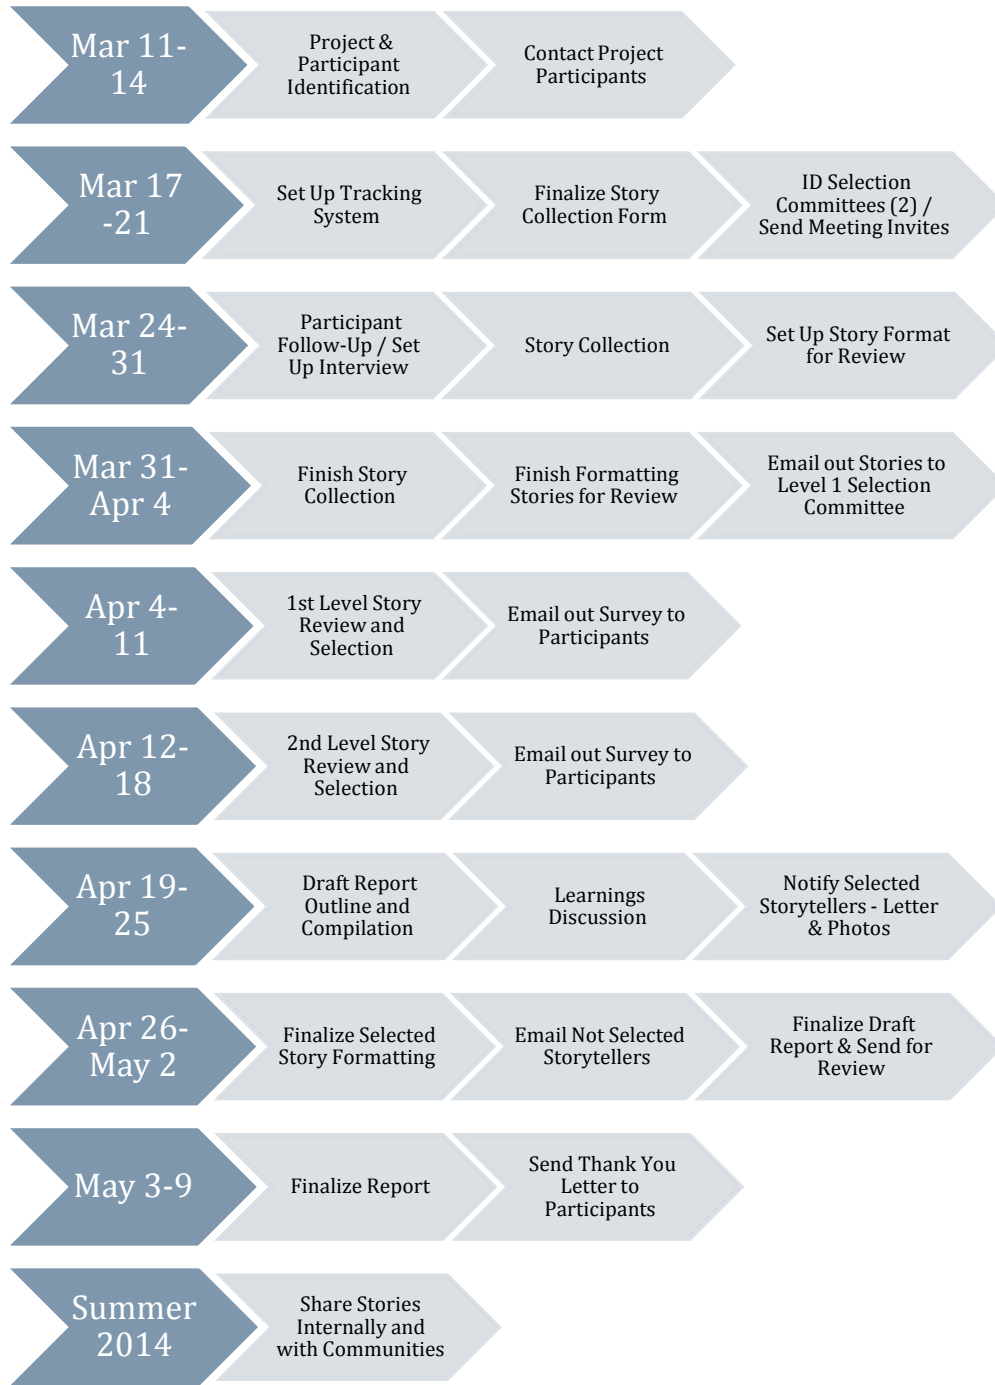 Mar 11-
14
Project &
Participant
Identification
Contact Project
Participants
Mar 17
-21
Set Up Tracking
System
Finalize Story
Collection Form
ID Selection
Committees (2) /
Send Meeting Invites
Mar 24-
31
Participant
Follow-Up / Set
Up Interview
Story Collection
Set Up Story Format
for Review
Mar 31-
Apr 4
Finish Story
Collection
Finish Formatting
Stories for Review
Email out Stories to
Level 1 Selection
Committee
Apr 4-
11
1st Level Story
Review and
Selection
Email out Survey to
Participants
Apr 12-
18
2nd Level Story
Review and
Selection
Email out Survey to
Participants
Apr 19-
25
Draft Report
Outline and
Compilation
Learnings
Discussion
Notify Selected
Storytellers - Letter
& Photos
Apr 26-
May 2
Finalize Selected
Story Formatting
Email Not Selected
Storytellers
Finalize Draft
Report & Send for
Review
May 3-9
Finalize Report
Send Thank You
Letter to
Participants
Summer
2014
Share Stories
Internally and
with Communities